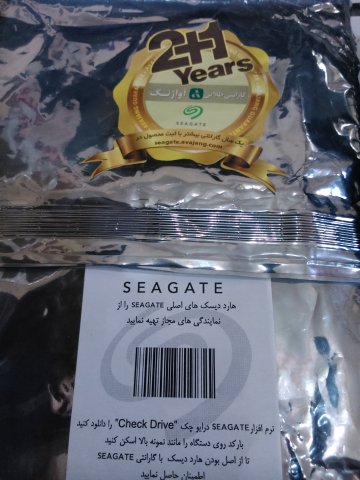 2+1
Years
گارانتی طلایی آواژنگ
SEAGATE
یک سال گارانتی بیشتر با ثبت محصول در
seagate.avajang.com
SEAGATE
هارد دیسک های اصلی SEAGATE را از
نمایندگی های مجاز تهیه نمایید
نرم افزار SEAGATE درایو چک "Check Drive" را دانلود کنید
بارکد روی دستگاه را مانند نمونه بالا اسکن کنید
تا از اصل بودن هارد دیسک با گارانتی SEAGATE
اطمینان حاصل نمایید